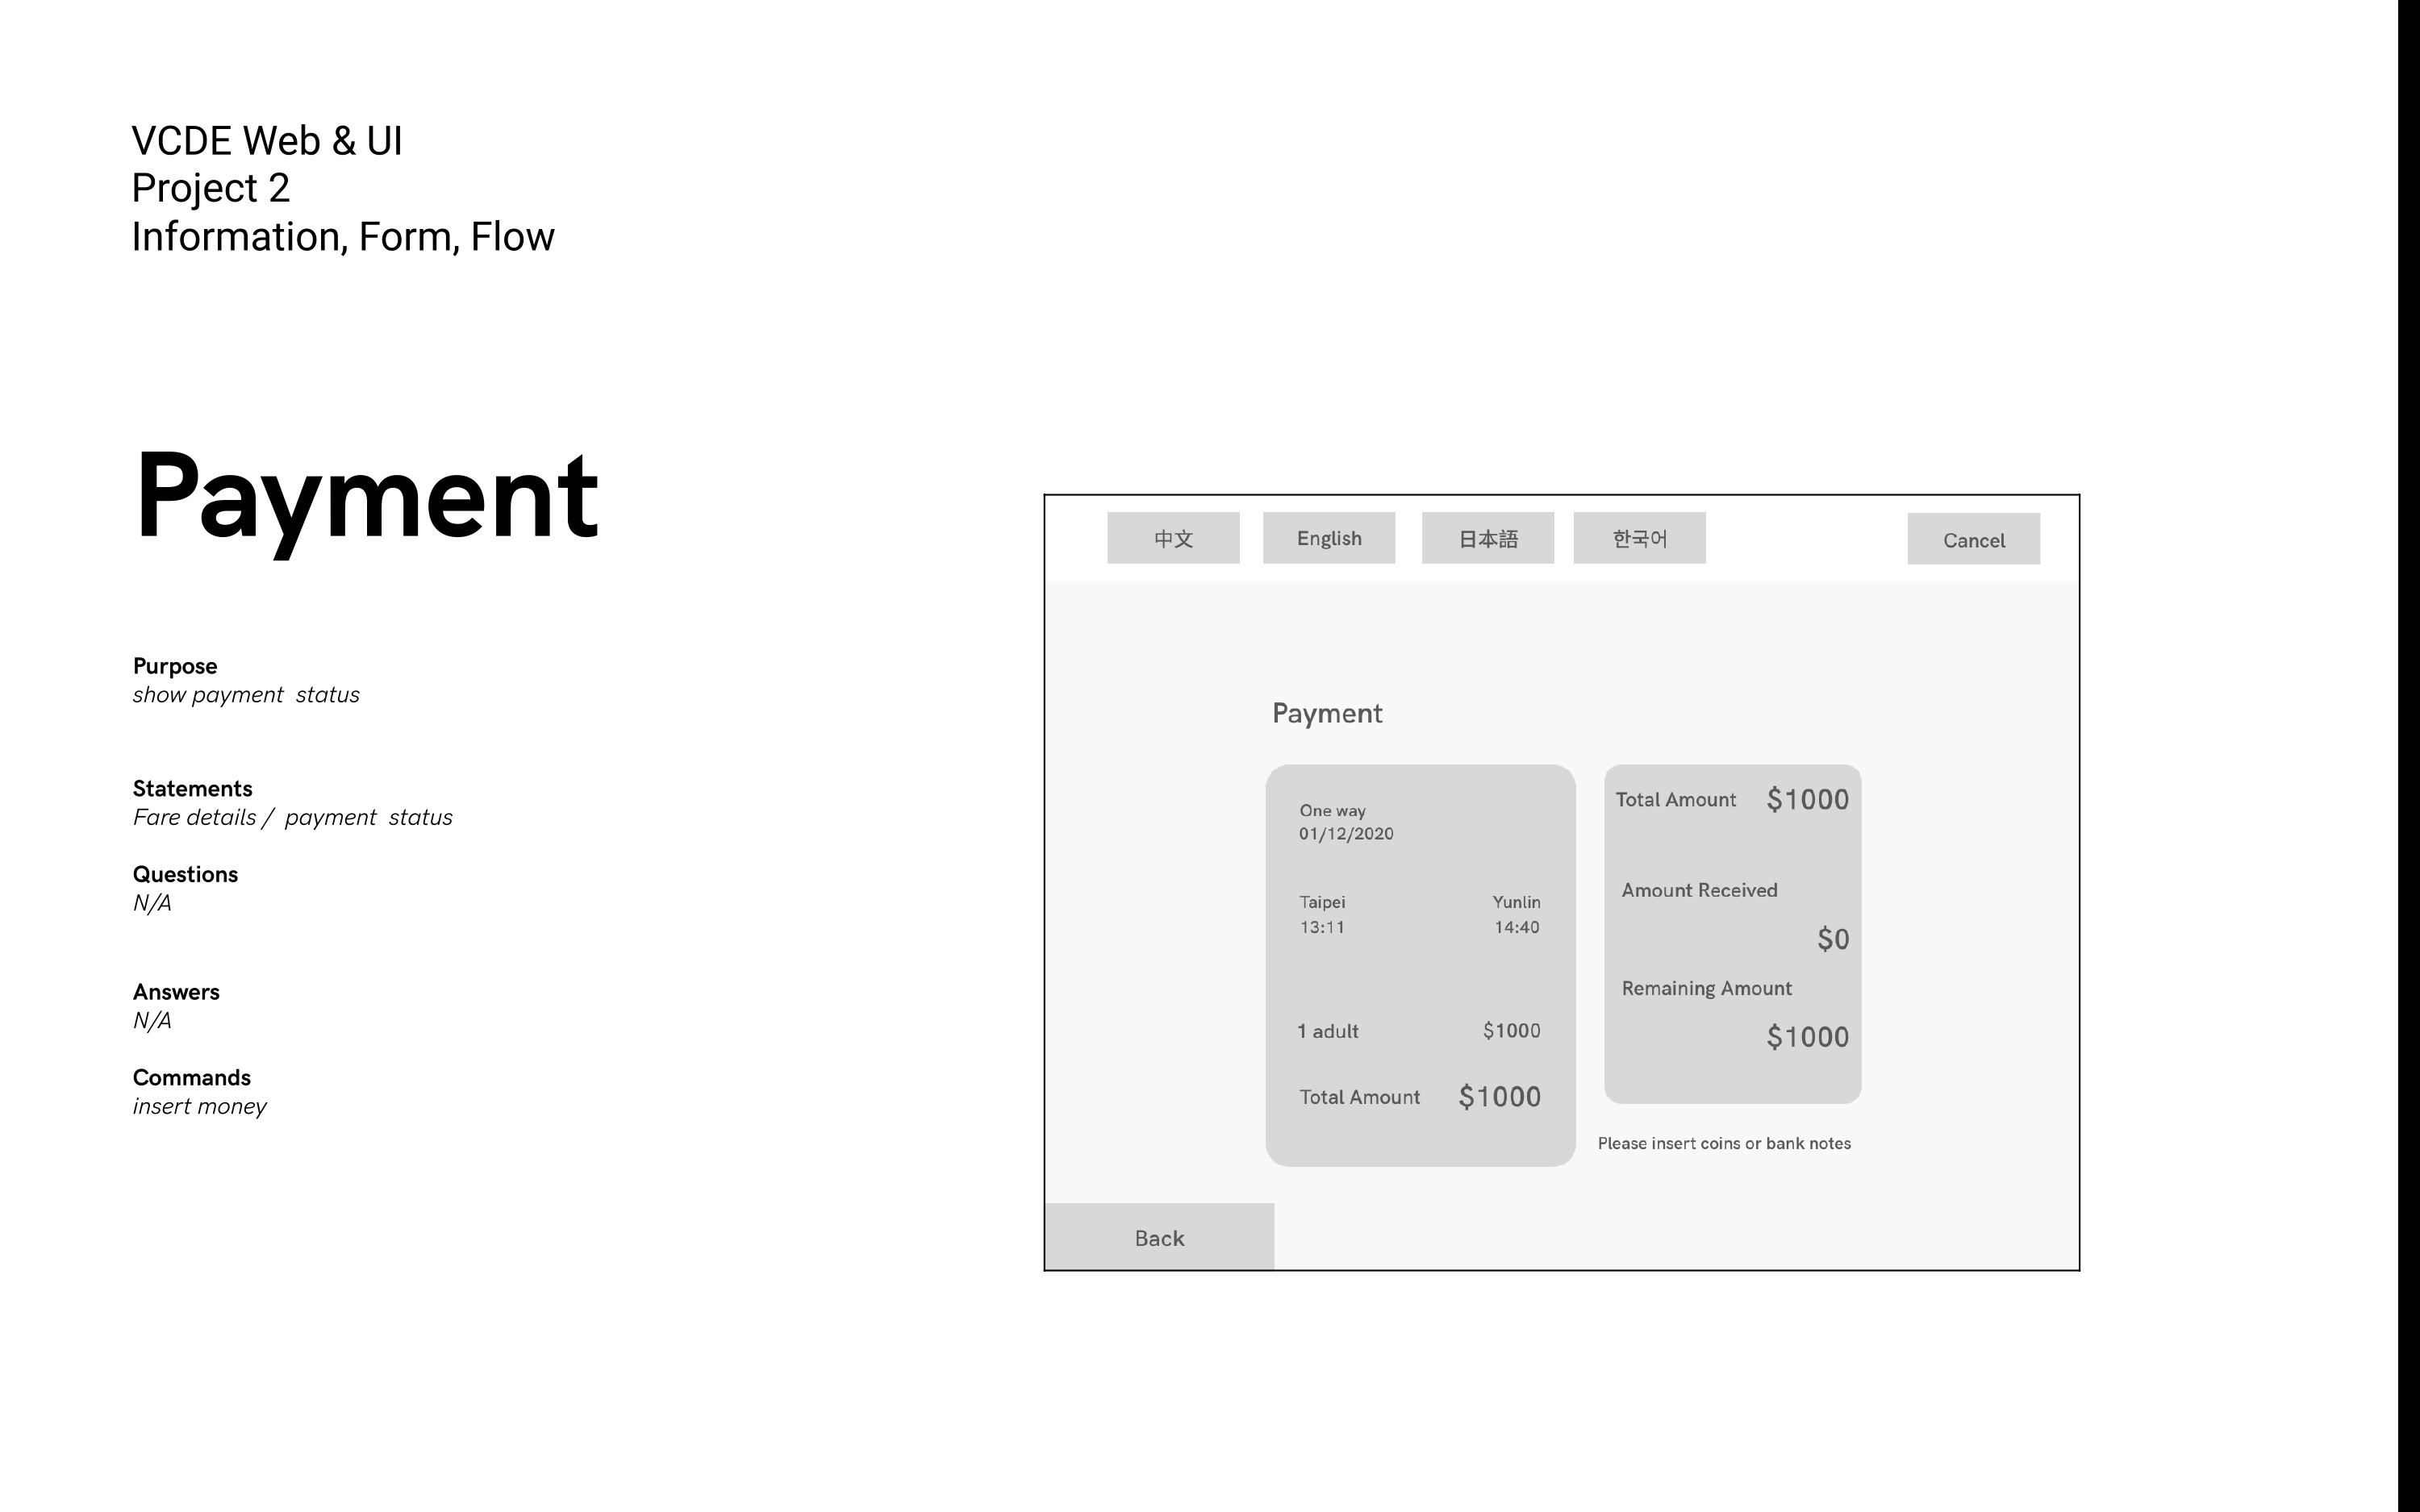 VCDE Web & UI
Project 2
Information, Form, Flow
Payment
Purpose
show payment  status
Statements
Fare details /  payment  status
Questions
N/A
Answers
N/A
Commands
insert money
中文 English 日本語 한국어 Cancel
Payment
One way
01/12/2020
Taipei Yunlin
13:11 14:40
1 adult $1000
Total Amount $1000
Total Amount $1000
Amount Received
$0
Remaining Amount
$1000
Please insert coins or bank notes
Back